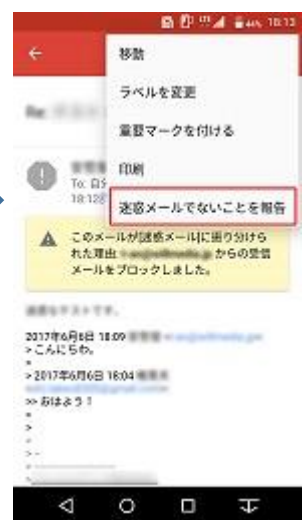 44% 18:13
移動
ラベルを変更
重要マークを付ける
印刷
迷惑メールでないことを報告
Re:
To: 自分
18:12
このメールが[迷惑メール]に振り分けら
れた理由: からの受信
メールをブロックしました。
2017年6月6日 18:09
> こんにちわ。
>
> 2017年6月6日 18:04
>> おはよう!
>
>
>
> -
>